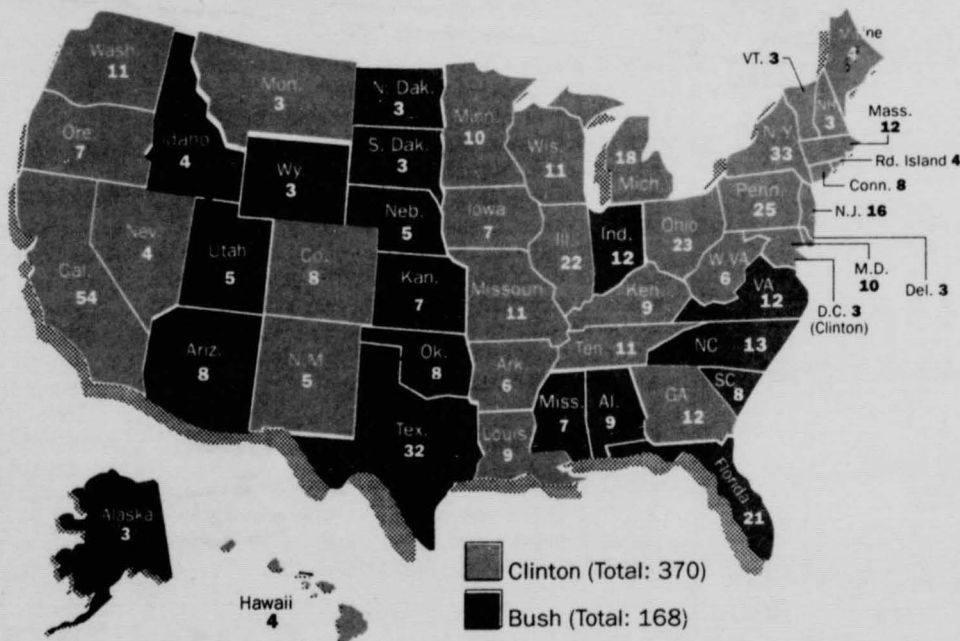 Wash.
11
Ore.
7
Cal.
54
Nev.
4
Idaho
4
Mon.
3
Wy.
3
Utah
5
Co.
8
Ariz.
8
N.M.
5
N. Dak.
3
S. Dak.
3
Neb.
5
Kan.
7
Ok.
8
Tex.
32
Minn.
10
Iowa
7
Missouri
11
Ark.
6
Louis.
9
Wis.
11
Ill.
22
18
Mich.
Ind.
12
Ohio
23
Ken.
9
Ten. 11
Miss.
7
Al.
9
GA
12
Florida
21
SC
8
NC 13
VA
12
W.VA
6
Penn.
25
N.Y.
33
VT. 3
NH
3
Maine
4
Mass.
12
Rd. Island 4
Conn. 8
N.J. 16
Del. 3
M.D.
10
D.C. 3
(Clinton)
Alaska
3
Hawaii
4
Clinton (Total: 370)
Bush (Total: 168)